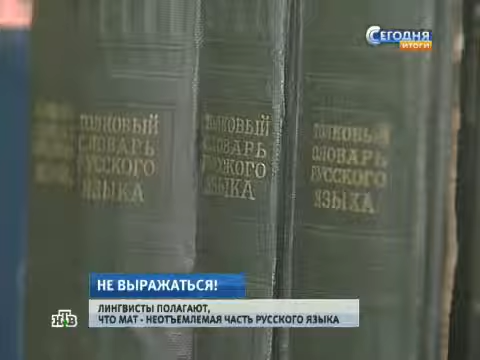 СЕГОДНЯ
ИТОГИ
ТОЛКОВЫЙ
СЛОВАРЬ
РУССКОГО
ЯЗЫКА
ТОЛКОВЫЙ
СЛОВАРЬ
РУССКОГО
ЯЗЫКА
ТОЛКОВЫЙ
СЛОВАРЬ
РУССКОГО
ЯЗЫКА
НЕ ВЫРАЖАТЬСЯ!
ЛИНГВИСТЫ ПОЛАГАЮТ,
ЧТО МАТ - НЕОТЪЕМЛЕМАЯ ЧАСТЬ РУССКОГО ЯЗЫКА
НТВ